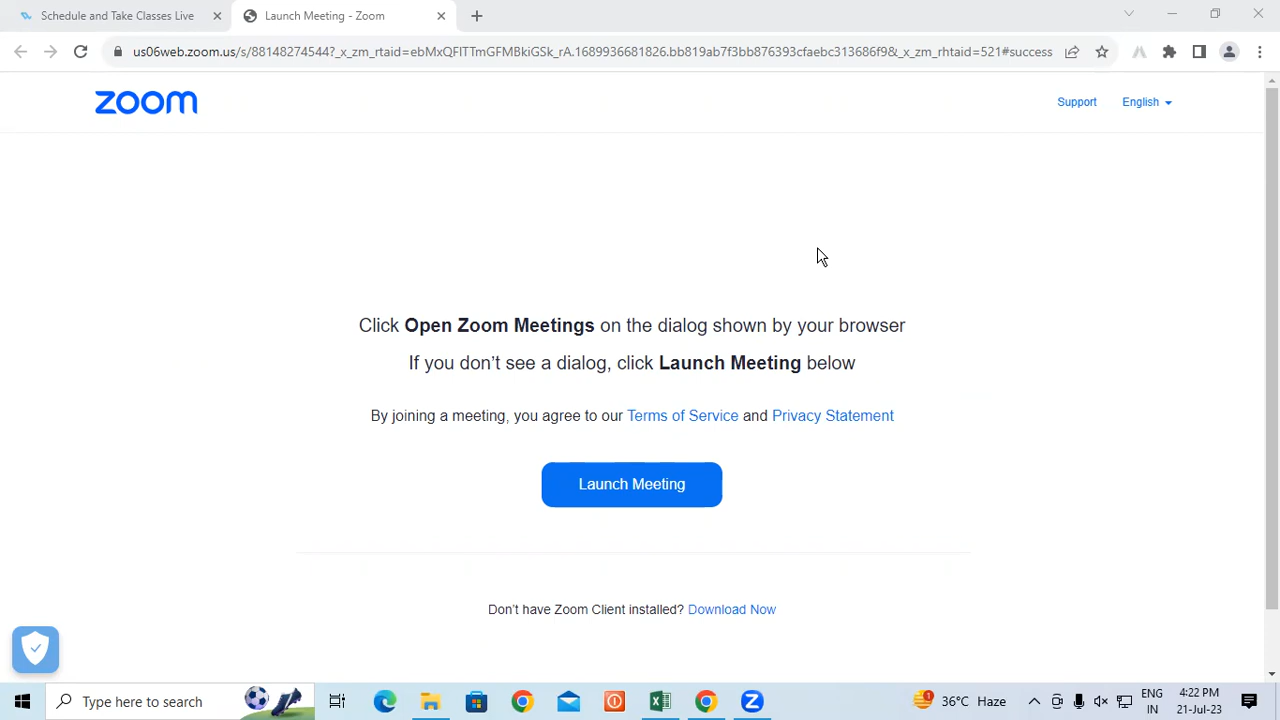 Schedule and Take Classes Live
Launch Meeting - Zoom
us06web.zoom.us/s/88148274544?_x_zm_rtaid=ebMxQFITTmGFMBkiGSk_rA.1689936681826.bb819ab7f3bb876393cfaebc313686f9&_x_zm_rhtaid=521#success
zoom
Support
English
Click Open Zoom Meetings on the dialog shown by your browser
If you don’t see a dialog, click Launch Meeting below
By joining a meeting, you agree to our Terms of Service and Privacy Statement
Launch Meeting
Don’t have Zoom Client installed? Download Now
Type here to search
1
36°C Haze
ENG
IN
4:22 PM
21-Jul-23